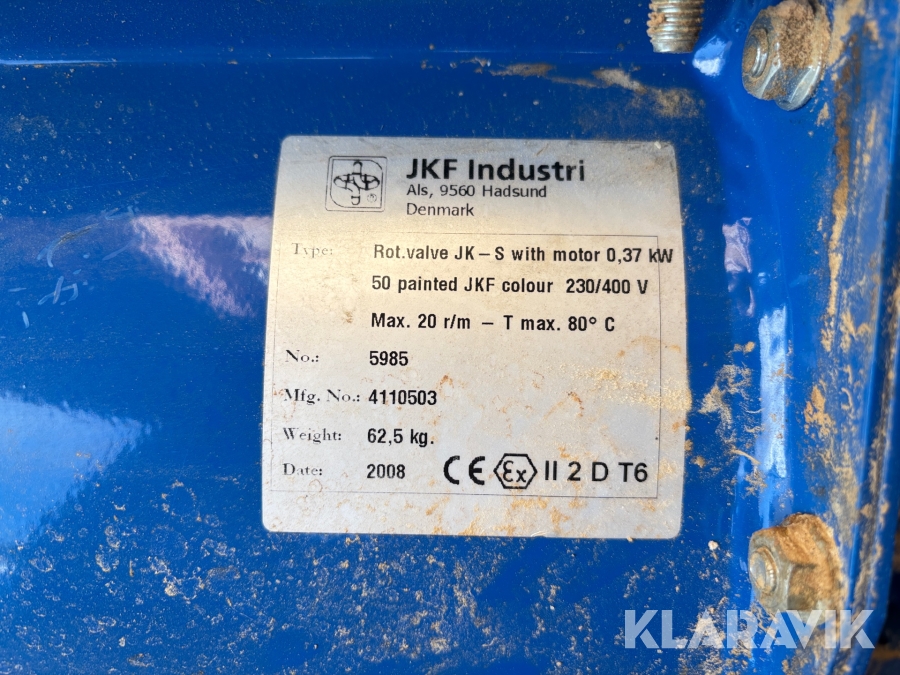 JKF Industri
Als, 9560 Hadsund
Denmark
Type: Rot.valve JK–S with motor 0,37 kW
50 painted JKF colour 230/400 V
Max. 20 r/m – T max. 80° C
No.: 5985
Mfg. No.: 4110503
Weight: 62,5 kg.
Date: 2008 CE Ex II 2 D T6
KLARAVIK